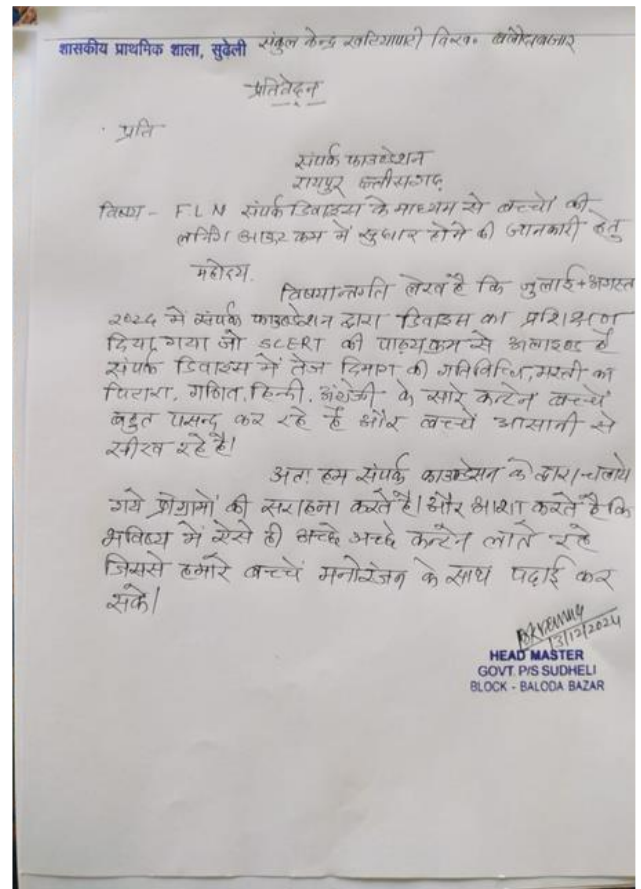 शासकीय प्राथमिक शाला, सुढ़ेली संकुल केन्द्र खटियापाटी वि.ख. बलौदाबाजार
प्रतिवेदन
प्रति
संपर्क फाउण्डेशन
रायपुर छत्तीसगढ़
विषय - F.L.N संपर्क डिवाइस के माध्यम से बच्चों की
लर्निंग आउट कम में सुधार होने की जानकारी हेतु
महोदय.
विषयान्तर्गत लेख है कि जुलाई + अगस्त
2024 में संपर्क फाउण्डेशन द्वारा डिवाइस का प्रशिक्षण
दिया गया जो SCERT की पाठ्यक्रम से अलाइण्ड है
संपर्क डिवाइस में तेज दिमाग की गतिविधि, मस्ती का
पिटारा, गणित, हिन्दी, अंग्रेजी के सारे कन्टेन बच्चें
बहुत पसन्द कर रहे है और बच्चें आसानी से
सीख रहे है।
अतः हम संपर्क फाउण्डेसन के द्वारा चलाये
गये प्रोग्रामों की सराहना करते है। और आशा करते है कि
भविष्य में ऐसे ही अच्छे अच्छे कन्टेन लाते रहे
जिससे हमारे बच्चें मनोरंजन के साथ पढ़ाई कर
सके।
13/12/2024
HEAD MASTER
GOVT. P/S SUDHELI
BLOCK - BALODA BAZAR